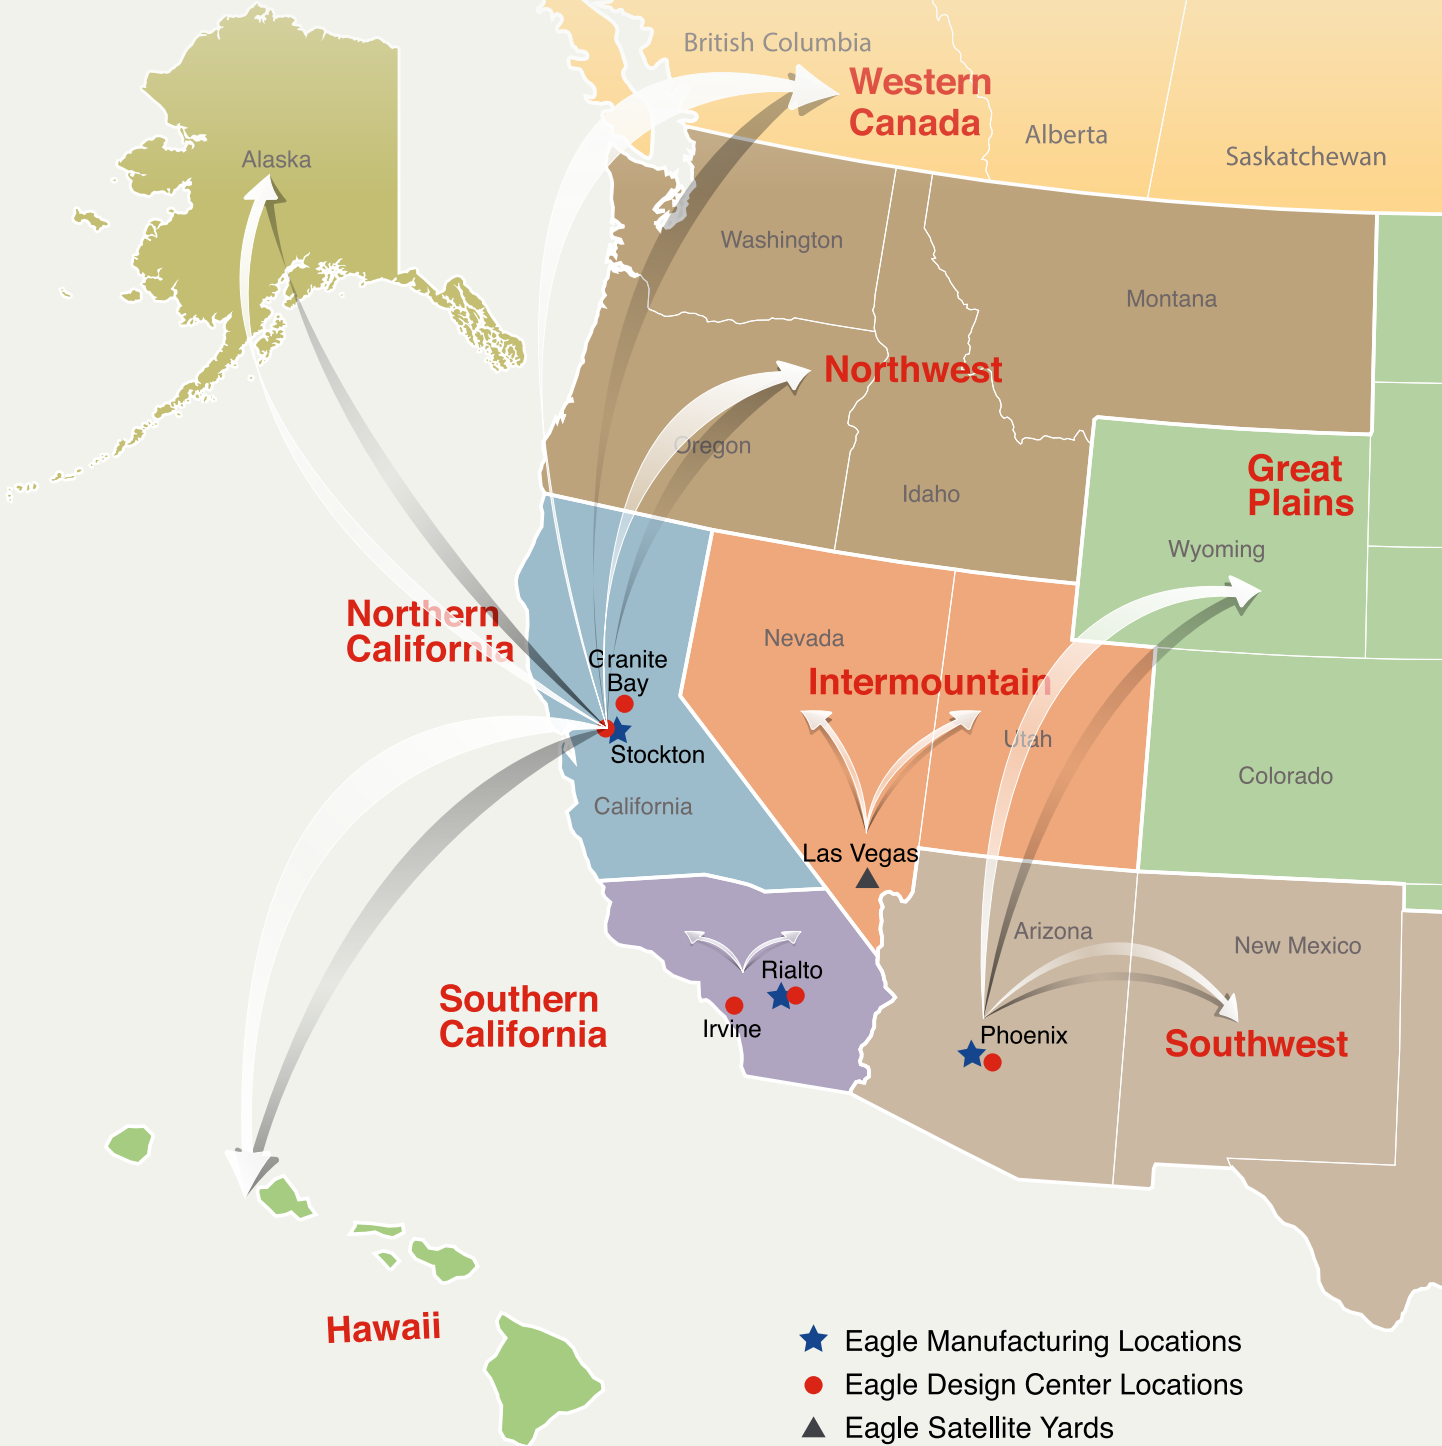 British Columbia
Western
Canada
Alberta
Saskatchewan
Alaska
Washington
Montana
Northwest
Oregon
Idaho
Great
Plains
Wyoming
Northern
California
Granite
Bay
Nevada
Intermountain
Utah
Stockton
Colorado
California
Las Vegas
Arizona
New Mexico
Rialto
Southern
California
Irvine
Phoenix
Southwest
Hawaii
Eagle Manufacturing Locations
Eagle Design Center Locations
Eagle Satellite Yards